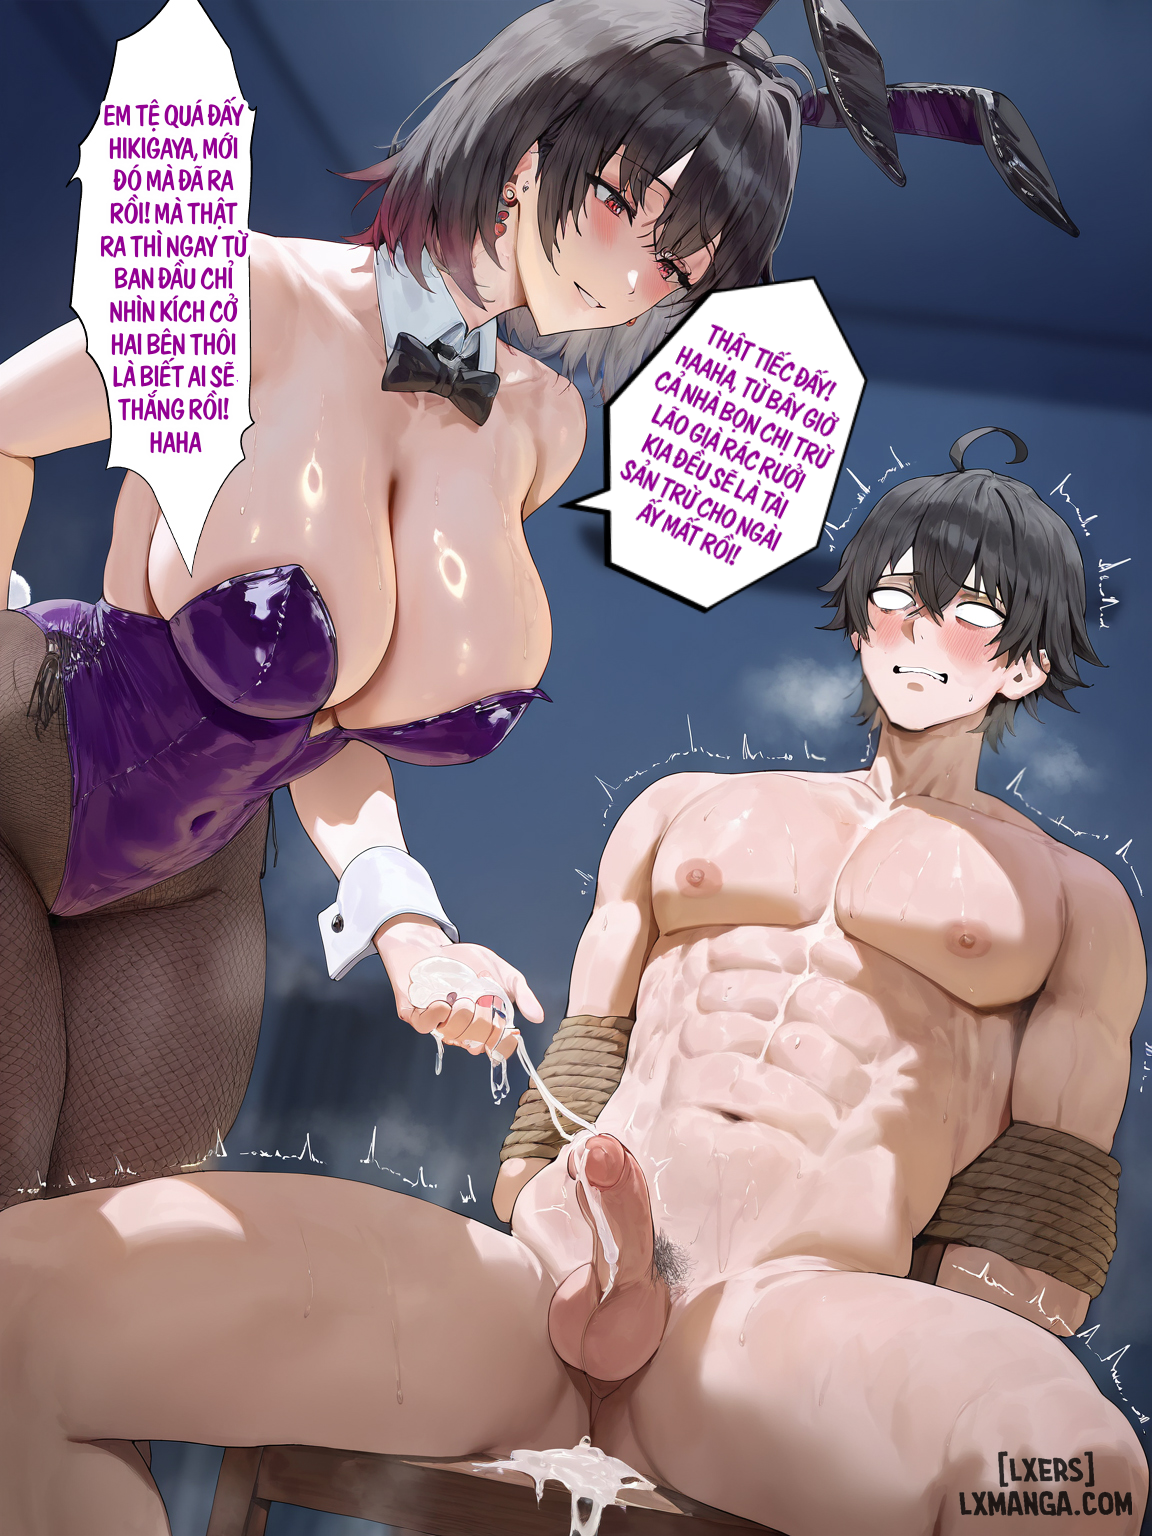 EM TỆ QUÁ ĐẤY
HIKIGAYA, MỚI
ĐÓ MÀ ĐÃ RA
RỒI! MÀ THẬT
RA THÌ NGAY TỪ
BAN ĐẦU CHỈ
NHÌN KÍCH CỞ
HAI BÊN THÔI
LÀ BIẾT AI SẼ
THẮNG RỒI!
HAHA
THẬT TIẾC ĐẤY!
HAAHA, TỪ BÂY GIỜ
CẢ NHÀ BỌN CHỊ TRỪ
LÃO GIÀ RÁC RƯỞI
KIA ĐỀU SẼ LÀ TÀI
SẢN TRỪ CHO NGÀI
ẤY MẤT RỒI!
[LXERS]
LXMANGA.COM